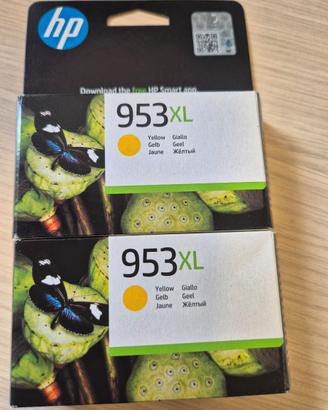 hp
Download the free HP Smart app.
953XL
Yellow Giallo
Gelb Geel
Jaune Жёлтый
953XL
Yellow Giallo
Gelb Geel
Jaune Жёлтый